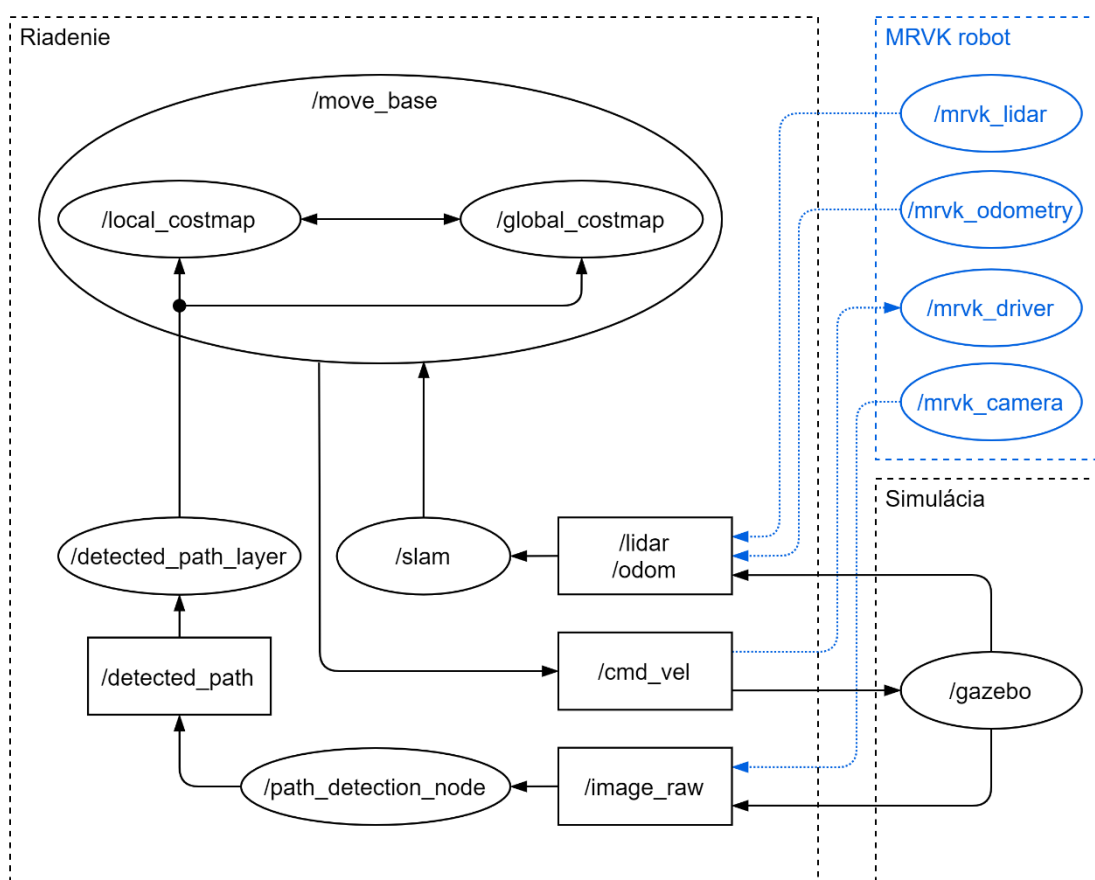 Riadenie
/move_base
/local_costmap
/global_costmap
/detected_path_layer
/slam
/lidar
/odom
/detected_path
/cmd_vel
/path_detection_node
/image_raw
MRVK robot
/mrvk_lidar
/mrvk_odometry
/mrvk_driver
/mrvk_camera
Simulácia
/gazebo